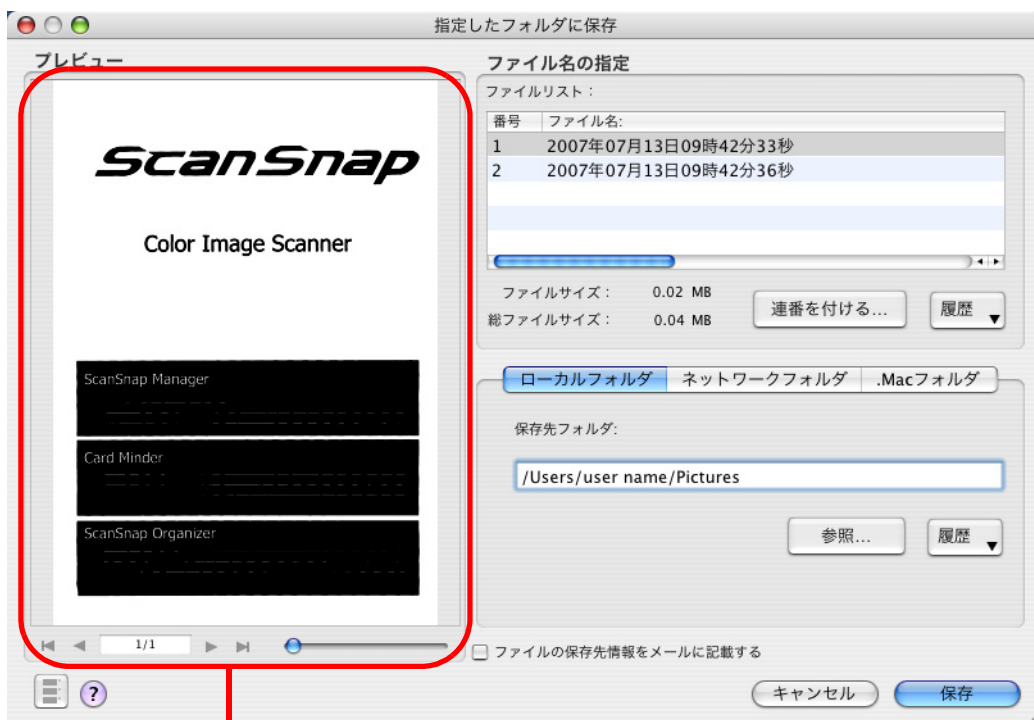 指定したフォルダに保存
プレビュー
ScanSnap
Color Image Scanner
ScanSnap Manager
Card Minder
ScanSnap Organizer
1/1
ファイル名の指定
ファイルリスト：
番号 ファイル名:
1 2007年07月13日09時42分33秒
2 2007年07月13日09時42分36秒
ファイルサイズ： 0.02 MB
総ファイルサイズ： 0.04 MB
連番を付ける... 履歴
ローカルフォルダ ネットワークフォルダ .Macフォルダ
保存先フォルダ:
/Users/user name/Pictures
参照... 履歴
ファイルの保存先情報をメールに記載する
?
キャンセル 保存